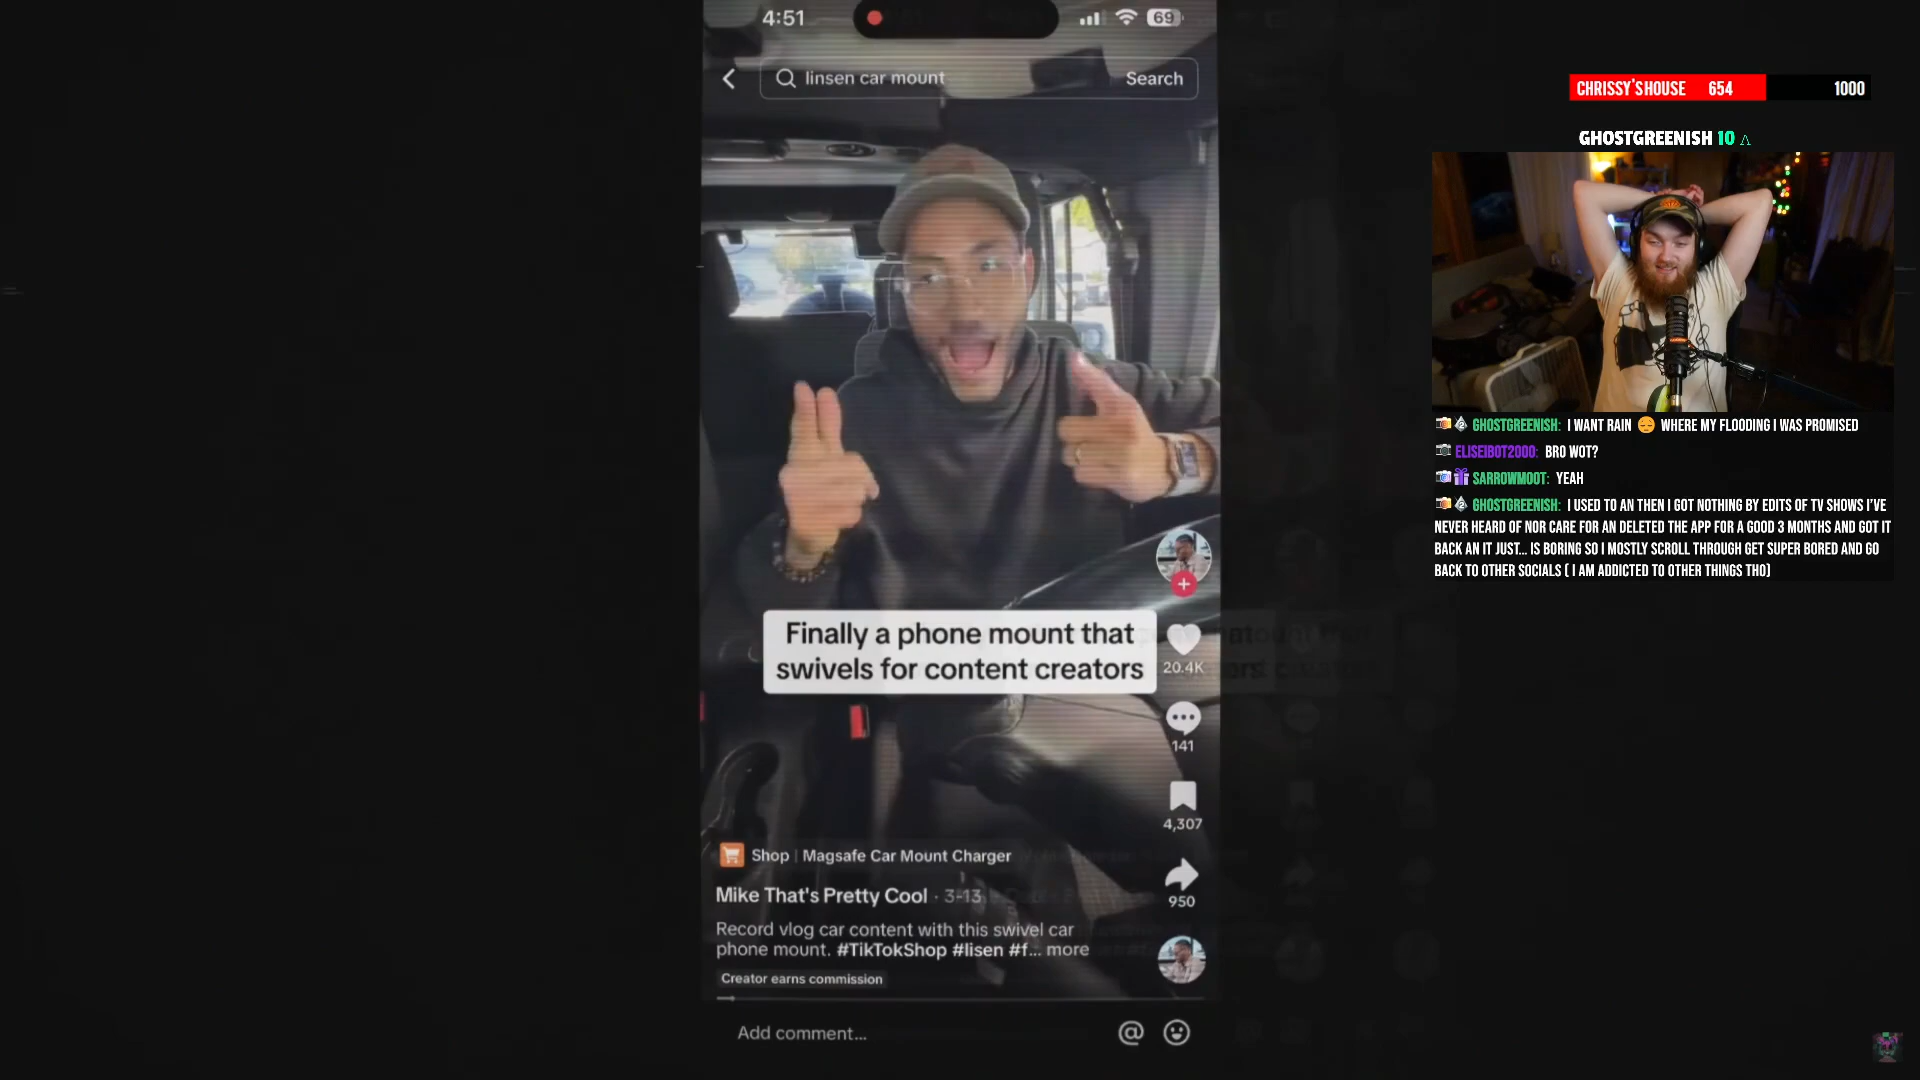 4:51
69
linsen car mount
Search
Finally a phone mount that
swivels for content creators
20.4K
141
4,307
950
Shop | Magsafe Car Mount Charger
Mike That's Pretty Cool · 3-13
Record vlog car content with this swivel car
phone mount. #TikTokShop #lisen #f... more
Creator earns commission
Add comment...
CHRISSY'SHOUSE 654 1000
GHOSTGREENISH 10
GHOSTGREENISH: I WANT RAIN 😔 WHERE MY FLOODING I WAS PROMISED
ELISEIBOT2000: BRO WOT?
SARROWMOOT: YEAH
GHOSTGREENISH: I USED TO AN THEN I GOT NOTHING BY EDITS OF TV SHOWS I'VE
NEVER HEARD OF NOR CARE FOR AN DELETED THE APP FOR A GOOD 3 MONTHS AND GOT IT
BACK AN IT JUST... IS BORING SO I MOSTLY SCROLL THROUGH GET SUPER BORED AND GO
BACK TO OTHER SOCIALS ( I AM ADDICTED TO OTHER THINGS THO)